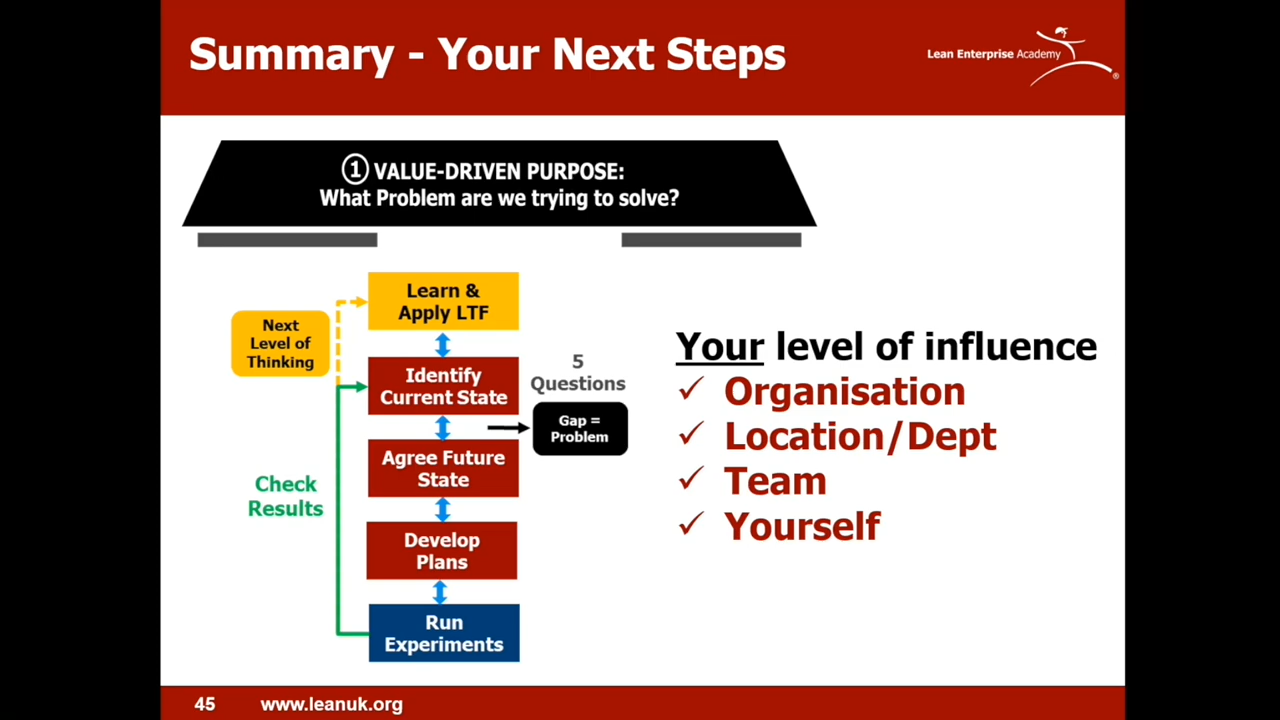 Summary - Your Next Steps
Lean Enterprise Academy
®
① VALUE-DRIVEN PURPOSE:
What Problem are we trying to solve?
Learn &
Apply LTF
Next
Level of
Thinking
Identify
Current State
5
Questions
Gap =
Problem
Agree Future
State
Check
Results
Develop
Plans
Run
Experiments
Your level of influence
✓ Organisation
✓ Location/Dept
✓ Team
✓ Yourself
45
www.leanuk.org